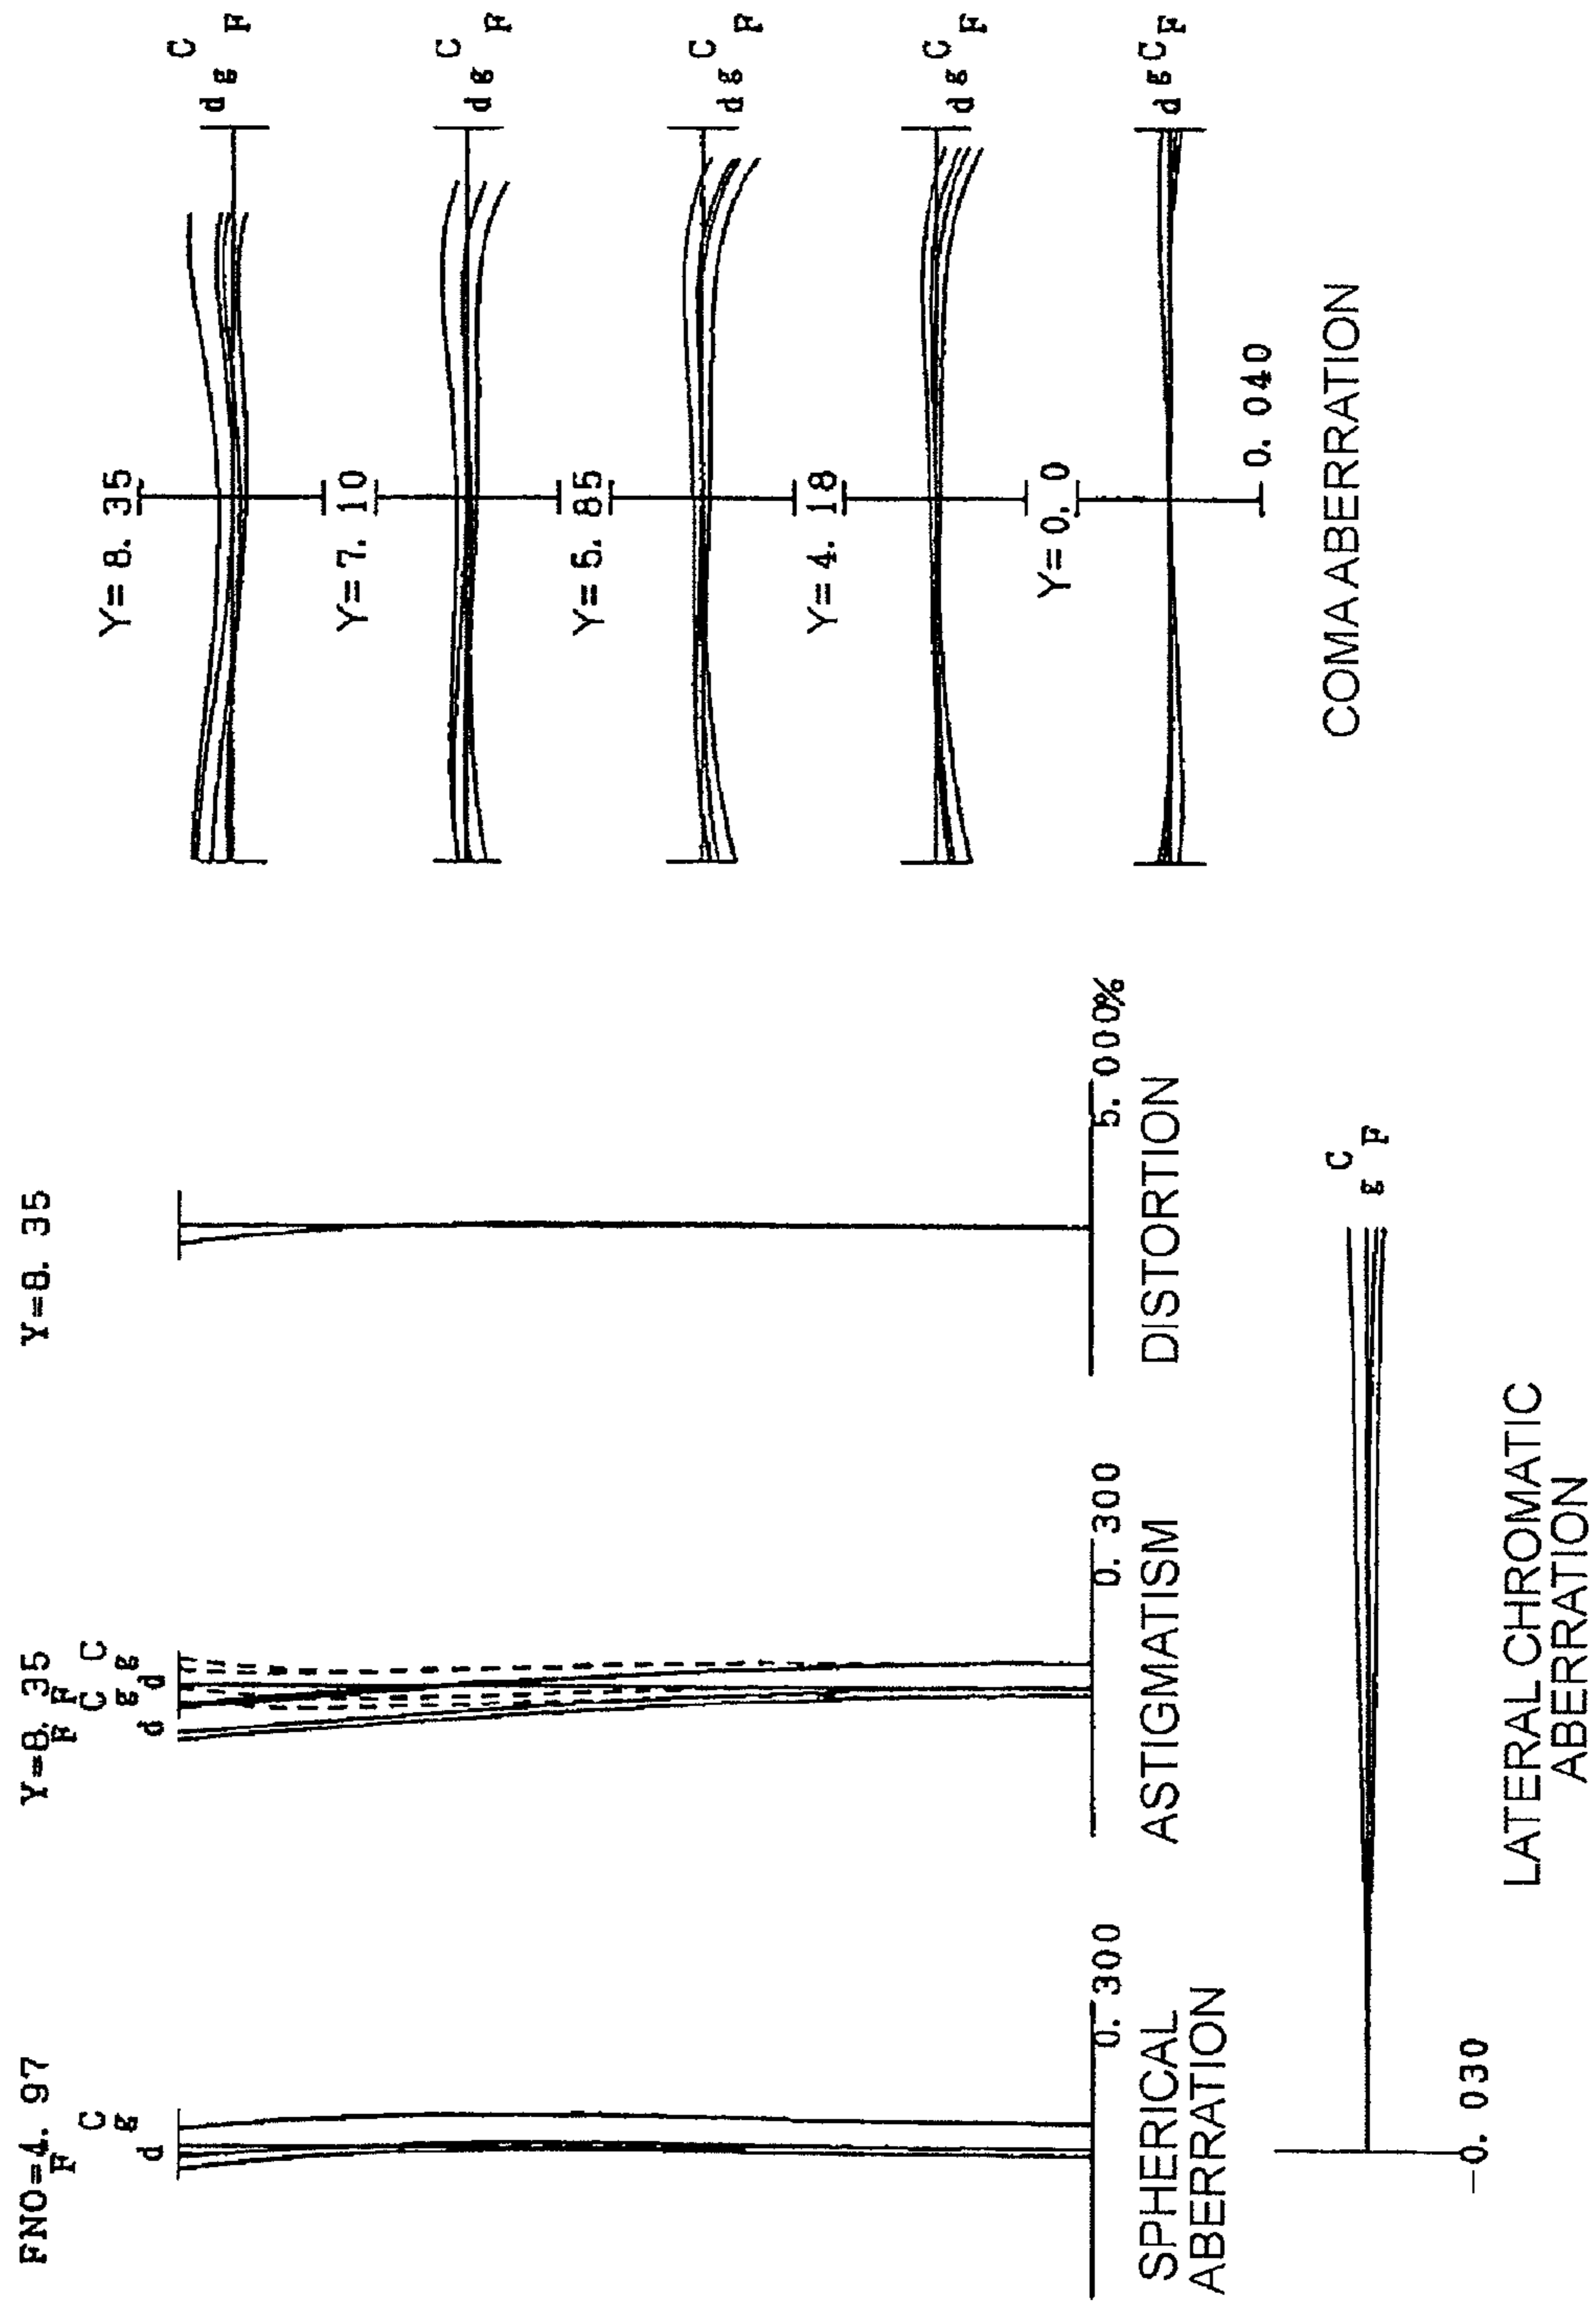 FNO=4. 97
F
C
d
g
0. 300
SPHERICAL
ABERRATION
Y=8. 35
F F
C C
d g d g
0. 300
ASTIGMATISM
Y=8. 35
5. 000%
DISTORTION
C
g
F
-0. 030
LATERAL CHROMATIC
ABERRATION
Y=8. 35
C
d g
F
Y=7. 10
C
d g
F
Y=5. 85
C
d g
F
Y=4. 18
C
d g
F
Y=0. 0
d g C F
0. 040
COMA ABERRATION